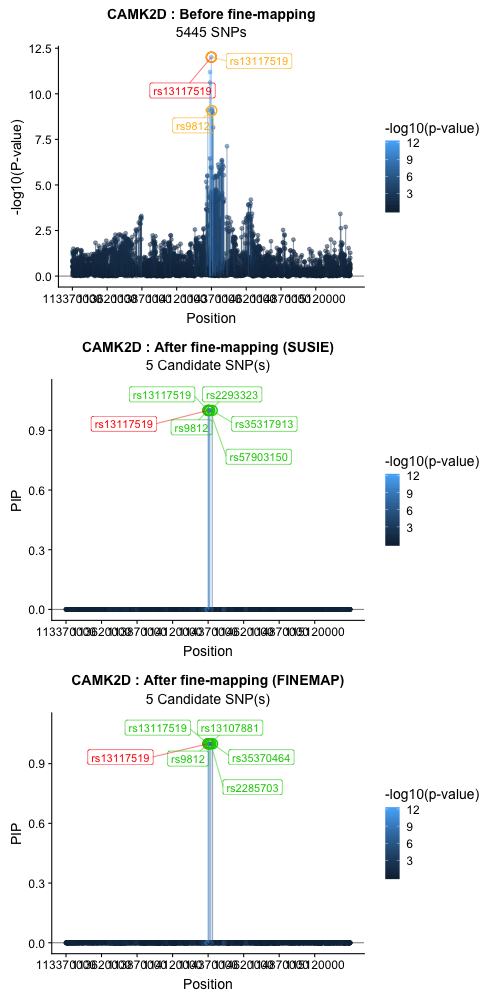 CAMK2D : Before fine-mapping
5445 SNPs
12.5
10.0
7.5
5.0
2.5
0.0
-log10(P-value)
rs13117519
rs13117519
rs9812
Position
-log10(p-value)
12
9
6
3
CAMK2D : After fine-mapping (SUSIE)
5 Candidate SNP(s)
0.9
0.6
0.3
0.0
PIP
rs13117519
rs2293323
rs13117519
rs9812
rs35317913
rs57903150
Position
-log10(p-value)
12
9
6
3
CAMK2D : After fine-mapping (FINEMAP)
5 Candidate SNP(s)
0.9
0.6
0.3
0.0
PIP
rs13117519
rs13107881
rs13117519
rs9812
rs35370464
rs2285703
Position
-log10(p-value)
12
9
6
3